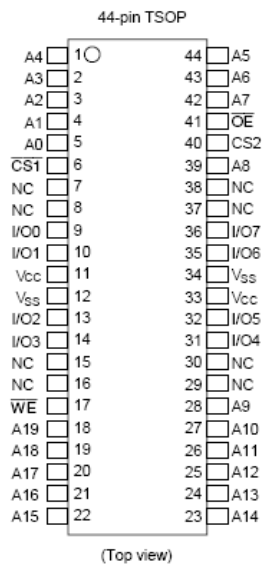 44-pin TSOP
A4 1 44 A5
A3 2 43 A6
A2 3 42 A7
A1 4 41 O̅E̅
A0 5 40 CS2
C̅S̅1̅ 6 39 A8
NC 7 38 NC
NC 8 37 NC
I/O0 9 36 I/O7
I/O1 10 35 I/O6
Vcc 11 34 Vss
Vss 12 33 Vcc
I/O2 13 32 I/O5
I/O3 14 31 I/O4
NC 15 30 NC
NC 16 29 NC
W̅E̅ 17 28 A9
A19 18 27 A10
A18 19 26 A11
A17 20 25 A12
A16 21 24 A13
A15 22 23 A14
(Top view)